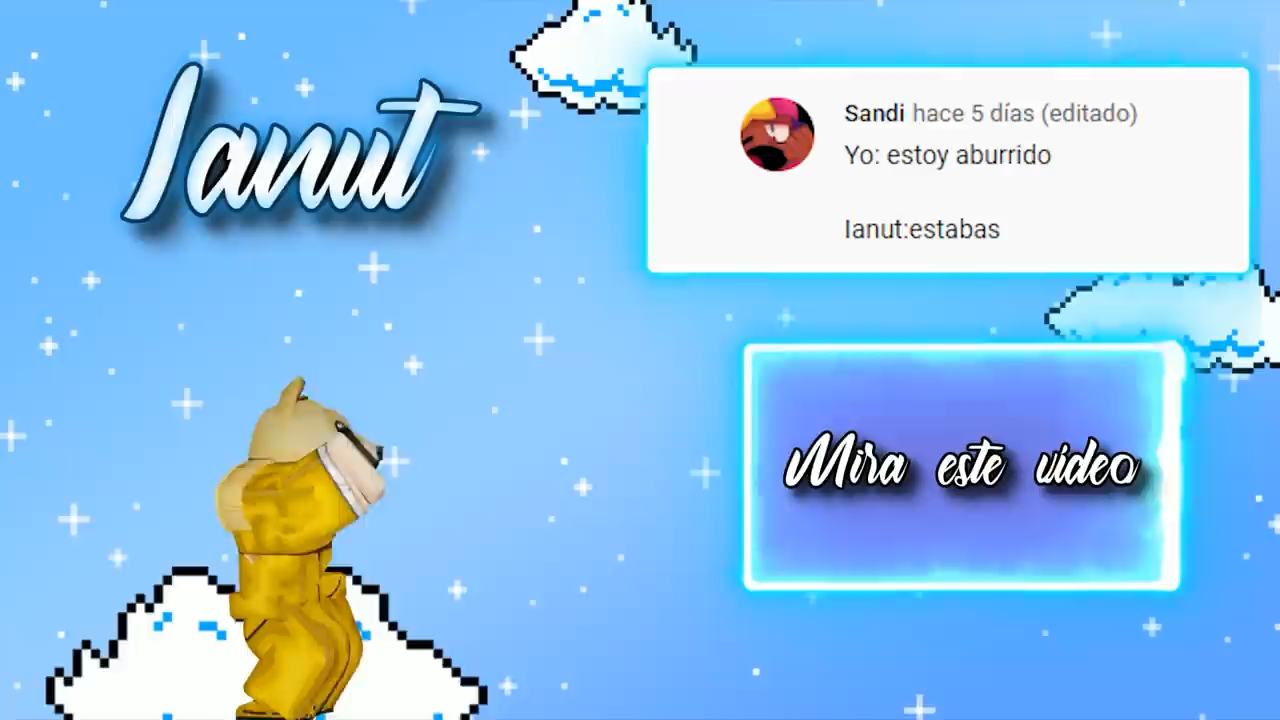 Ianut
Sandi hace 5 días (editado)
Yo: estoy aburrido
Ianut:estabas
Mira este video